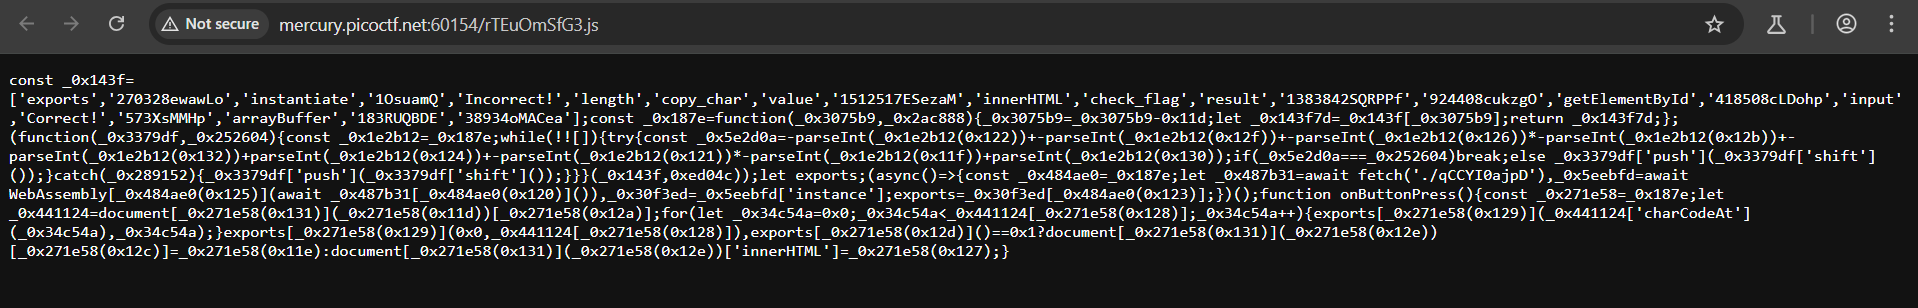 Not secure mercury.picoctf.net:60154/rTEuOmSfG3.js
const _0x143f=
['exports','270328ewawLo','instantiate','1OsuamQ','Incorrect!','length','copy_char','value','1512517ESezaM','innerHTML','check_flag','result','1383842SQRPPf','924408cukzgO','getElementById','418508cLDohp','input'
,'Correct!','573XsMMHp','arrayBuffer','183RUQBDE','38934oMACea'];const _0x187e=function(_0x3075b9,_0x2ac888){_0x3075b9=_0x3075b9-0x11d;let _0x143f7d=_0x143f[_0x3075b9];return _0x143f7d;};
(function(_0x3379df,_0x252604){const _0x1e2b12=_0x187e;while(!![]){try{const _0x5e2d0a=-parseInt(_0x1e2b12(0x122))+-parseInt(_0x1e2b12(0x12f))+-parseInt(_0x1e2b12(0x126))*-parseInt(_0x1e2b12(0x12b))+-
parseInt(_0x1e2b12(0x132))+parseInt(_0x1e2b12(0x124))+-parseInt(_0x1e2b12(0x121))*-parseInt(_0x1e2b12(0x11f))+parseInt(_0x1e2b12(0x130));if(_0x5e2d0a===_0x252604)break;else _0x3379df['push'](_0x3379df['shift']
());}catch(_0x289152){_0x3379df['push'](_0x3379df['shift']());}}}(_0x143f,0xed04c));let exports;(async()=>{const _0x484ae0=_0x187e;let _0x487b31=await fetch('./qCCYI0ajpD'),_0x5eebfd=await
WebAssembly[_0x484ae0(0x125)](await _0x487b31[_0x484ae0(0x120)]()),_0x30f3ed=_0x5eebfd['instance'];exports=_0x30f3ed[_0x484ae0(0x123)];})();function onButtonPress(){const _0x271e58=_0x187e;let
_0x441124=document[_0x271e58(0x131)](_0x271e58(0x11d))[_0x271e58(0x12a)];for(let _0x34c54a=0x0;_0x34c54a<_0x441124[_0x271e58(0x128)];_0x34c54a++){exports[_0x271e58(0x129)](_0x441124['charCodeAt']
(_0x34c54a),_0x34c54a);}exports[_0x271e58(0x129)](0x0,_0x441124[_0x271e58(0x128)]),exports[_0x271e58(0x12d)]()==0x1?document[_0x271e58(0x131)](_0x271e58(0x12e))
[_0x271e58(0x12c)]=_0x271e58(0x11e):document[_0x271e58(0x131)](_0x271e58(0x12e))['innerHTML']=_0x271e58(0x127);}